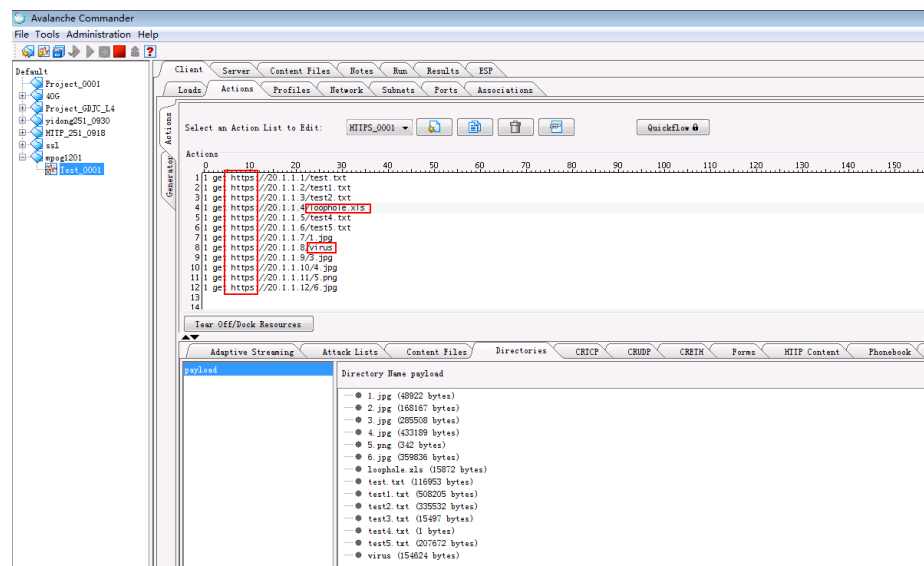 Avalanche Commander
File Tools Administration Help
Default
Project_0001
40G
Project_GDJC_L4
yidong251_0930
HTTP_251_0918
ssl
mpog1201
Test_0001
Client Server Content Files Notes Run Results ESP
Loads Actions Profiles Network Subnets Ports Associations
Actions
Generator
Select an Action List to Edit: HTTPS_0001 Quickflow
Actions
0 10 20 30 40 50 60 70 80 90 100 110 120 130 140 150
1 1 get https://20.1.1.1/test.txt
2 1 get https://20.1.1.2/test1.txt
3 1 get https://20.1.1.3/test2.txt
4 1 get https://20.1.1.4/loophole.xls
5 1 get https://20.1.1.5/test4.txt
6 1 get https://20.1.1.6/test5.txt
7 1 get https://20.1.1.7/1.jpg
8 1 get https://20.1.1.8/virus
9 1 get https://20.1.1.9/3.jpg
10 1 get https://20.1.1.10/4.jpg
11 1 get https://20.1.1.11/5.png
12 1 get https://20.1.1.12/6.jpg
13
14
Tear Off/Dock Resources
Adaptive Streaming Attack Lists Content Files Directories CRTCP CRUDP CRETH Forms HTTP Content Phonebook
payload
Directory Name payload
1.jpg (48922 bytes)
2.jpg (168167 bytes)
3.jpg (285508 bytes)
4.jpg (433189 bytes)
5.png (342 bytes)
6.jpg (359836 bytes)
loophole.xls (15872 bytes)
test.txt (116953 bytes)
test1.txt (508205 bytes)
test2.txt (335532 bytes)
test3.txt (15497 bytes)
test4.txt (1 bytes)
test5.txt (207672 bytes)
virus (154624 bytes)